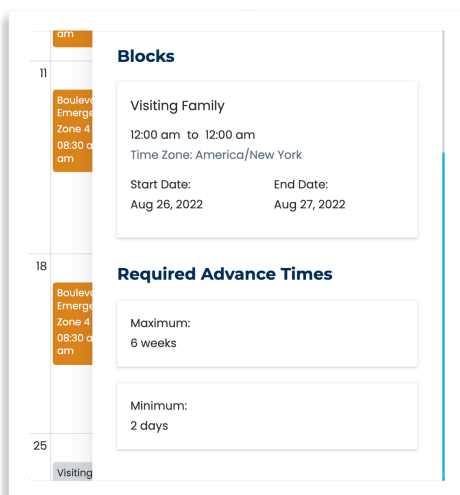 am
11
Emerge
Zone 4
08:30
am
18
Emerge
Zone 4
08:30
am
25
Visiting
Blocks
Visiting Family
12:00 am to 12:00 am
Time Zone: America/New York
Start Date:
End Date:
Aug 26, 2022
Aug 27, 2022
Required Advance Times
Maximum:
6 weeks
Minimum:
2 days